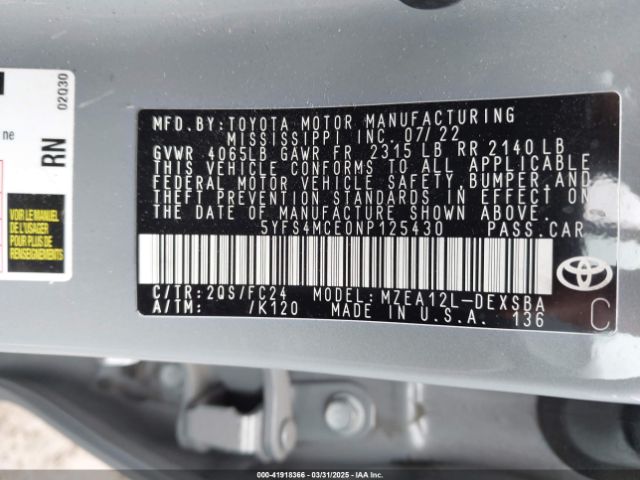 02Q30
ne
RN
VOIR LE MANUEL
DE L'USAGER
POUR PLUS DE
RENSEIGNEMENTS
MFD.BY:TOYOTA MOTOR MANUFACTURING
MISSISSIPPI, INC. 07/22
GVWR 4065LB GAWR FR 2315 LB RR 2140 LB
THIS VEHICLE CONFORMS TO ALL APPLICABLE
FEDERAL MOTOR VEHICLE SAFETY, BUMPER, AND
THEFT PREVENTION STANDARDS IN EFFECT ON
THE DATE OF MANUFACTURE SHOWN ABOVE.
5YFS4MCE0NP125430 PASS.CAR
C/TR:2QS/FC24 MODEL:MZEA12L-DEXSBA
A/TM: /K120 MADE IN U.S.A. 136
C
000-41918366 - 03/31/2025 - IAAI.CA